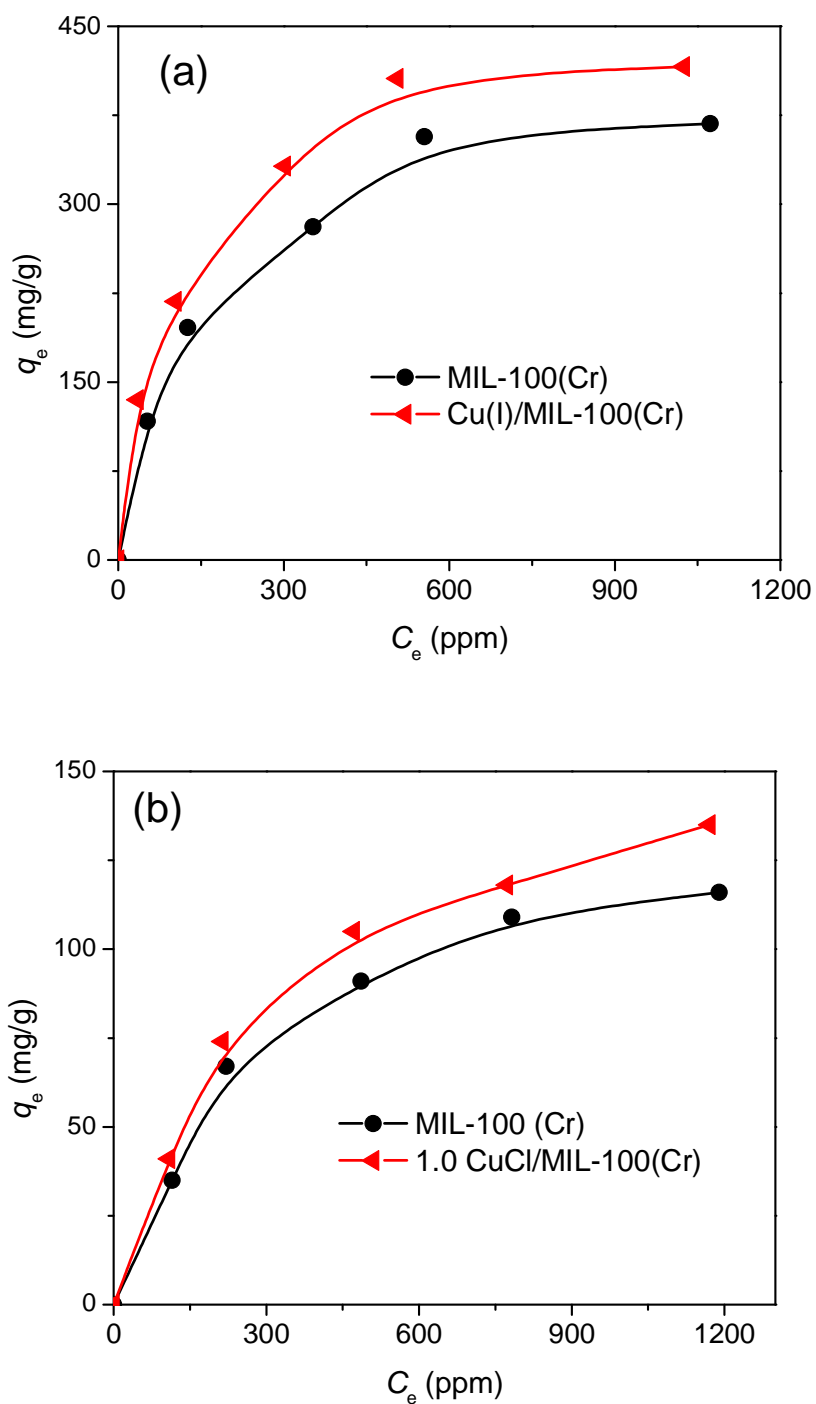 (a)
450
300
150
0
qe (mg/g)
MIL-100(Cr)
Cu(I)/MIL-100(Cr)
0 300 600 900 1200
Ce (ppm)
(b)
150
100
50
0
qe (mg/g)
MIL-100 (Cr)
1.0 CuCl/MIL-100(Cr)
0 300 600 900 1200
Ce (ppm)